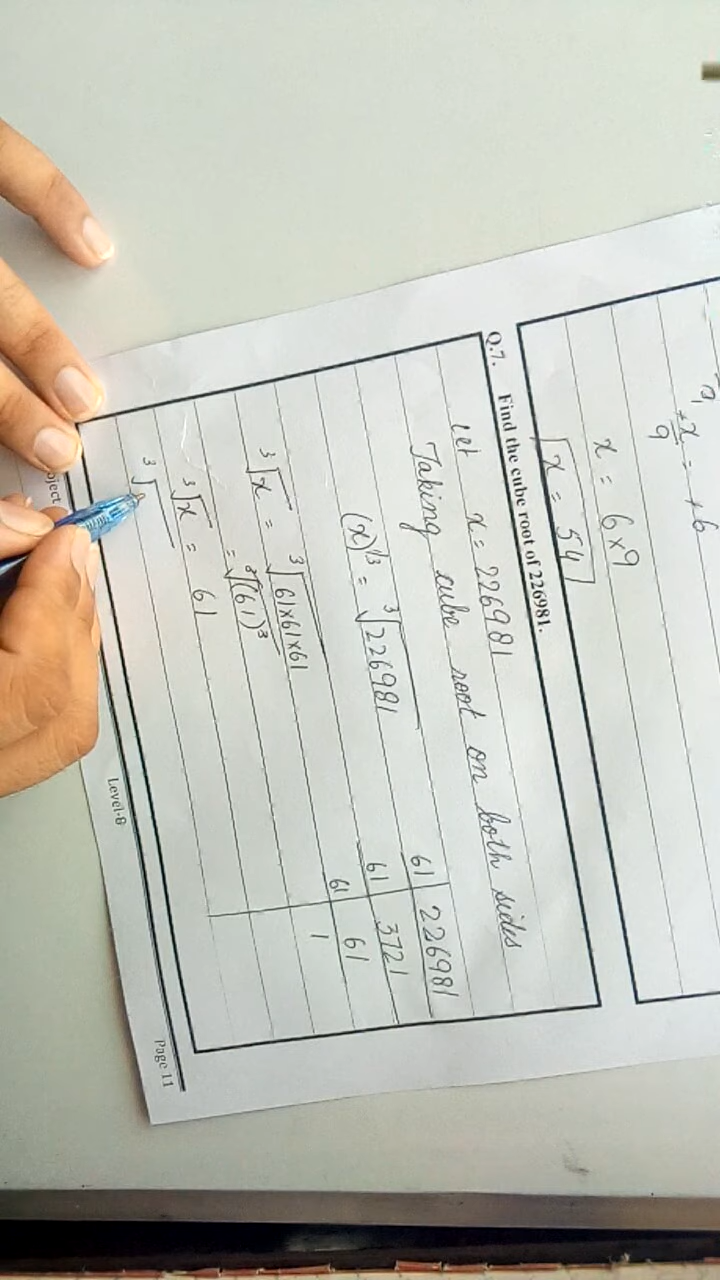 x/9 = +6
x = 6×9
x = 54
Q.7. Find the cube root of 226981.
Let x = 226981
Taking cube root on both sides
(x)^1/3 = ∛226981
∛x = ∛61×61×61
= ∛(61)^3
∛x = 61
∛
61 | 226981
61 | 3721
61 | 61
1
Level-8
Page 11